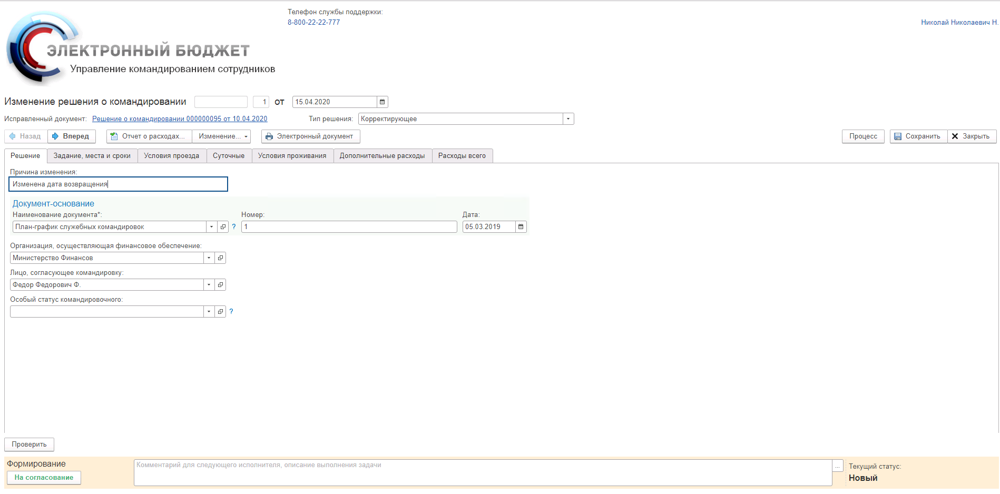 Телефон службы поддержки:
8-800-22-22-777
Николай Николаевич Н.
ЭЛЕКТРОННЫЙ БЮДЖЕТ
Управление командированием сотрудников
Изменение решения о командировании 1 от 15.04.2020
Исправленный документ: Решение о командировании 000000095 от 10.04.2020 Тип решения: Корректирующее
Назад Вперед Отчет о расходах... Изменение... Электронный документ Процесс Сохранить Закрыть
Решение Задание, места и сроки Условия проезда Суточные Условия проживания Дополнительные расходы Расходы всего
Причина изменения:
Изменена дата возвращения
Документ-основание
Наименование документа*: Номер: Дата:
План-график служебных командировок ? 1 05.03.2019
Организация, осуществляющая финансовое обеспечение:
Министерство Финансов
Лицо, согласующее командировку:
Федор Федорович Ф.
Особый статус командировочного:
?
Проверить
Формирование
Комментарий для следующего исполнителя, описание выполнения задачи
...
Текущий статус:
На согласование
Новый